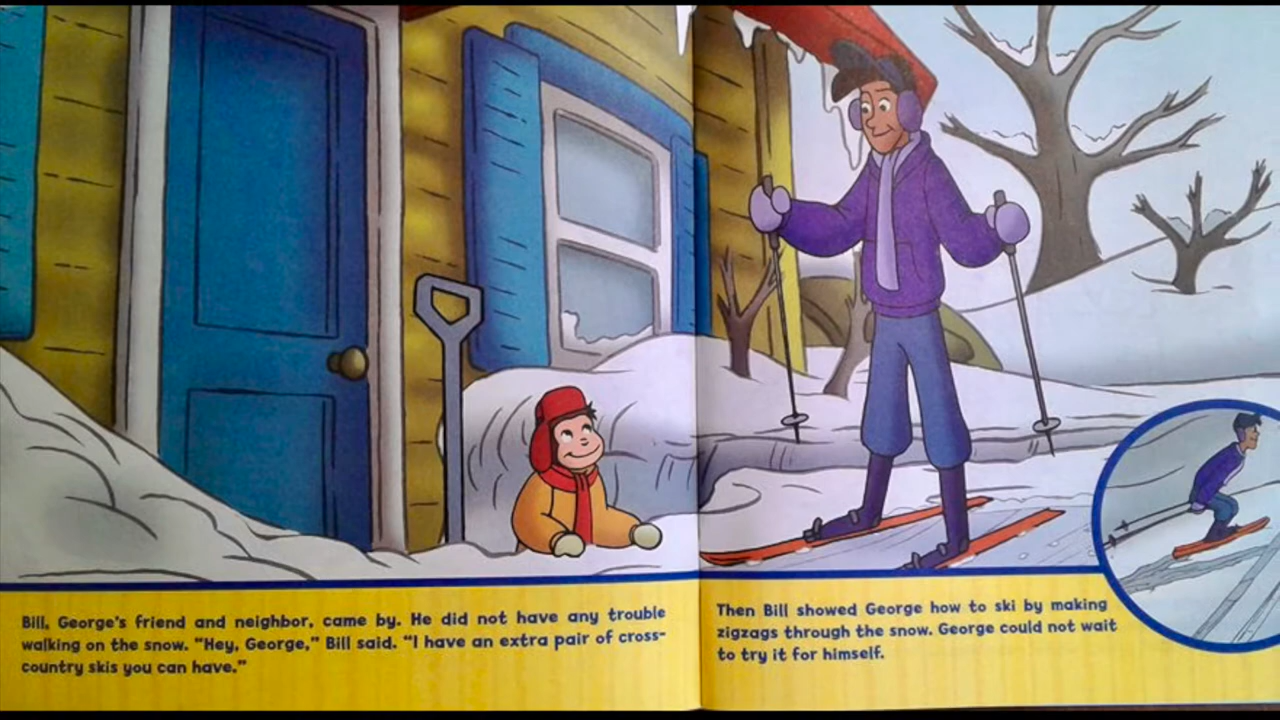 Bill, George's friend and neighbor, came by. He did not have any trouble
walking on the snow. "Hey, George," Bill said. "I have an extra pair of cross-
country skis you can have."
Then Bill showed George how to ski by making
zigzags through the snow. George could not wait
to try it for himself.